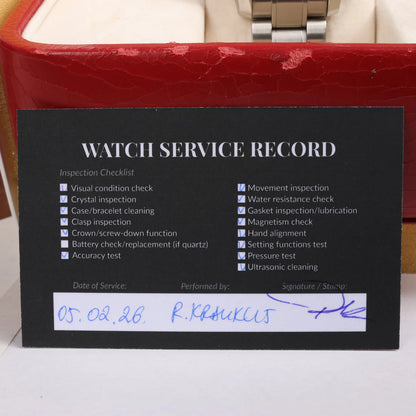 WATCH SERVICE RECORD
Inspection Checklist
Visual condition check
Crystal inspection
Case/bracelet cleaning
Clasp inspection
Crown/screw-down function
Battery check/replacement (if quartz)
Accuracy test
Movement inspection
Water resistance check
Gasket inspection/lubrication
Magnetism check
Hand alignment
Setting functions test
Pressure test
Ultrasonic cleaning
Date of Service: Performed by: Signature / Stamp:
05.02.26. R.KRAUKLIS